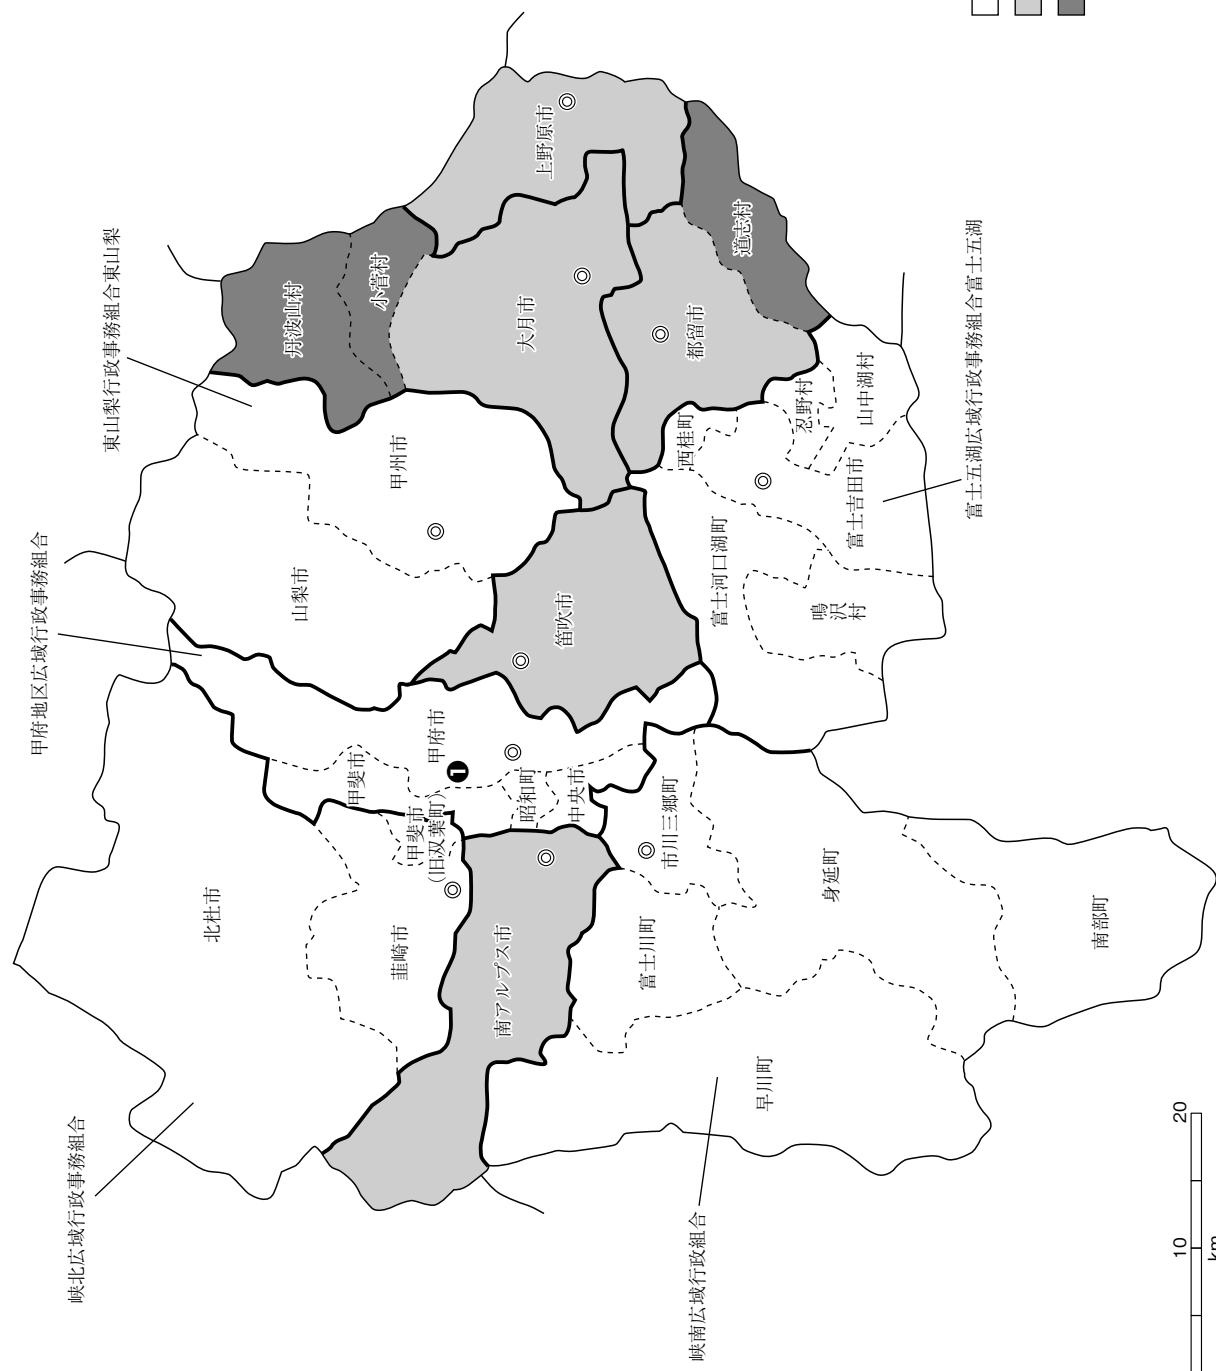 上野原市
道志村
丹波山村
小菅村
大月市
都留市
東山梨行政事務組合東山梨
甲州市
西桂町
忍野村
山中湖村
富士五湖広域行政事務組合富士五湖
富士吉田市
富士河口湖町
鳴沢
村
山梨市
笛吹市
甲府地区広域行政事務組合
甲府市
甲斐市
1
昭和町
中央市
甲斐市
(旧双葉町)
市川三郷町
北杜市
韮崎市
南アルプス市
富士川町
身延町
南部町
早川町
峡北広域行政事務組合
峡南広域行政組合
10
20
km